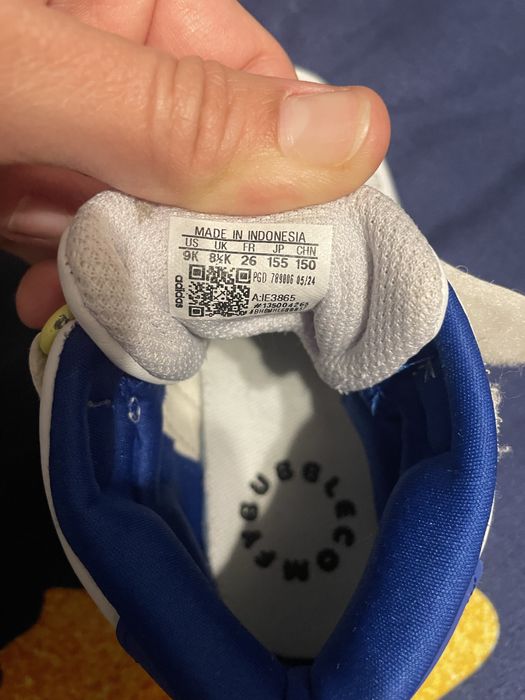 MADE IN INDONESIA
US UK FR JP CHN
9K 8½K 26 155 150
adidas
PGD 789006 05/24
A:IE3865
BUBBLECOMFY